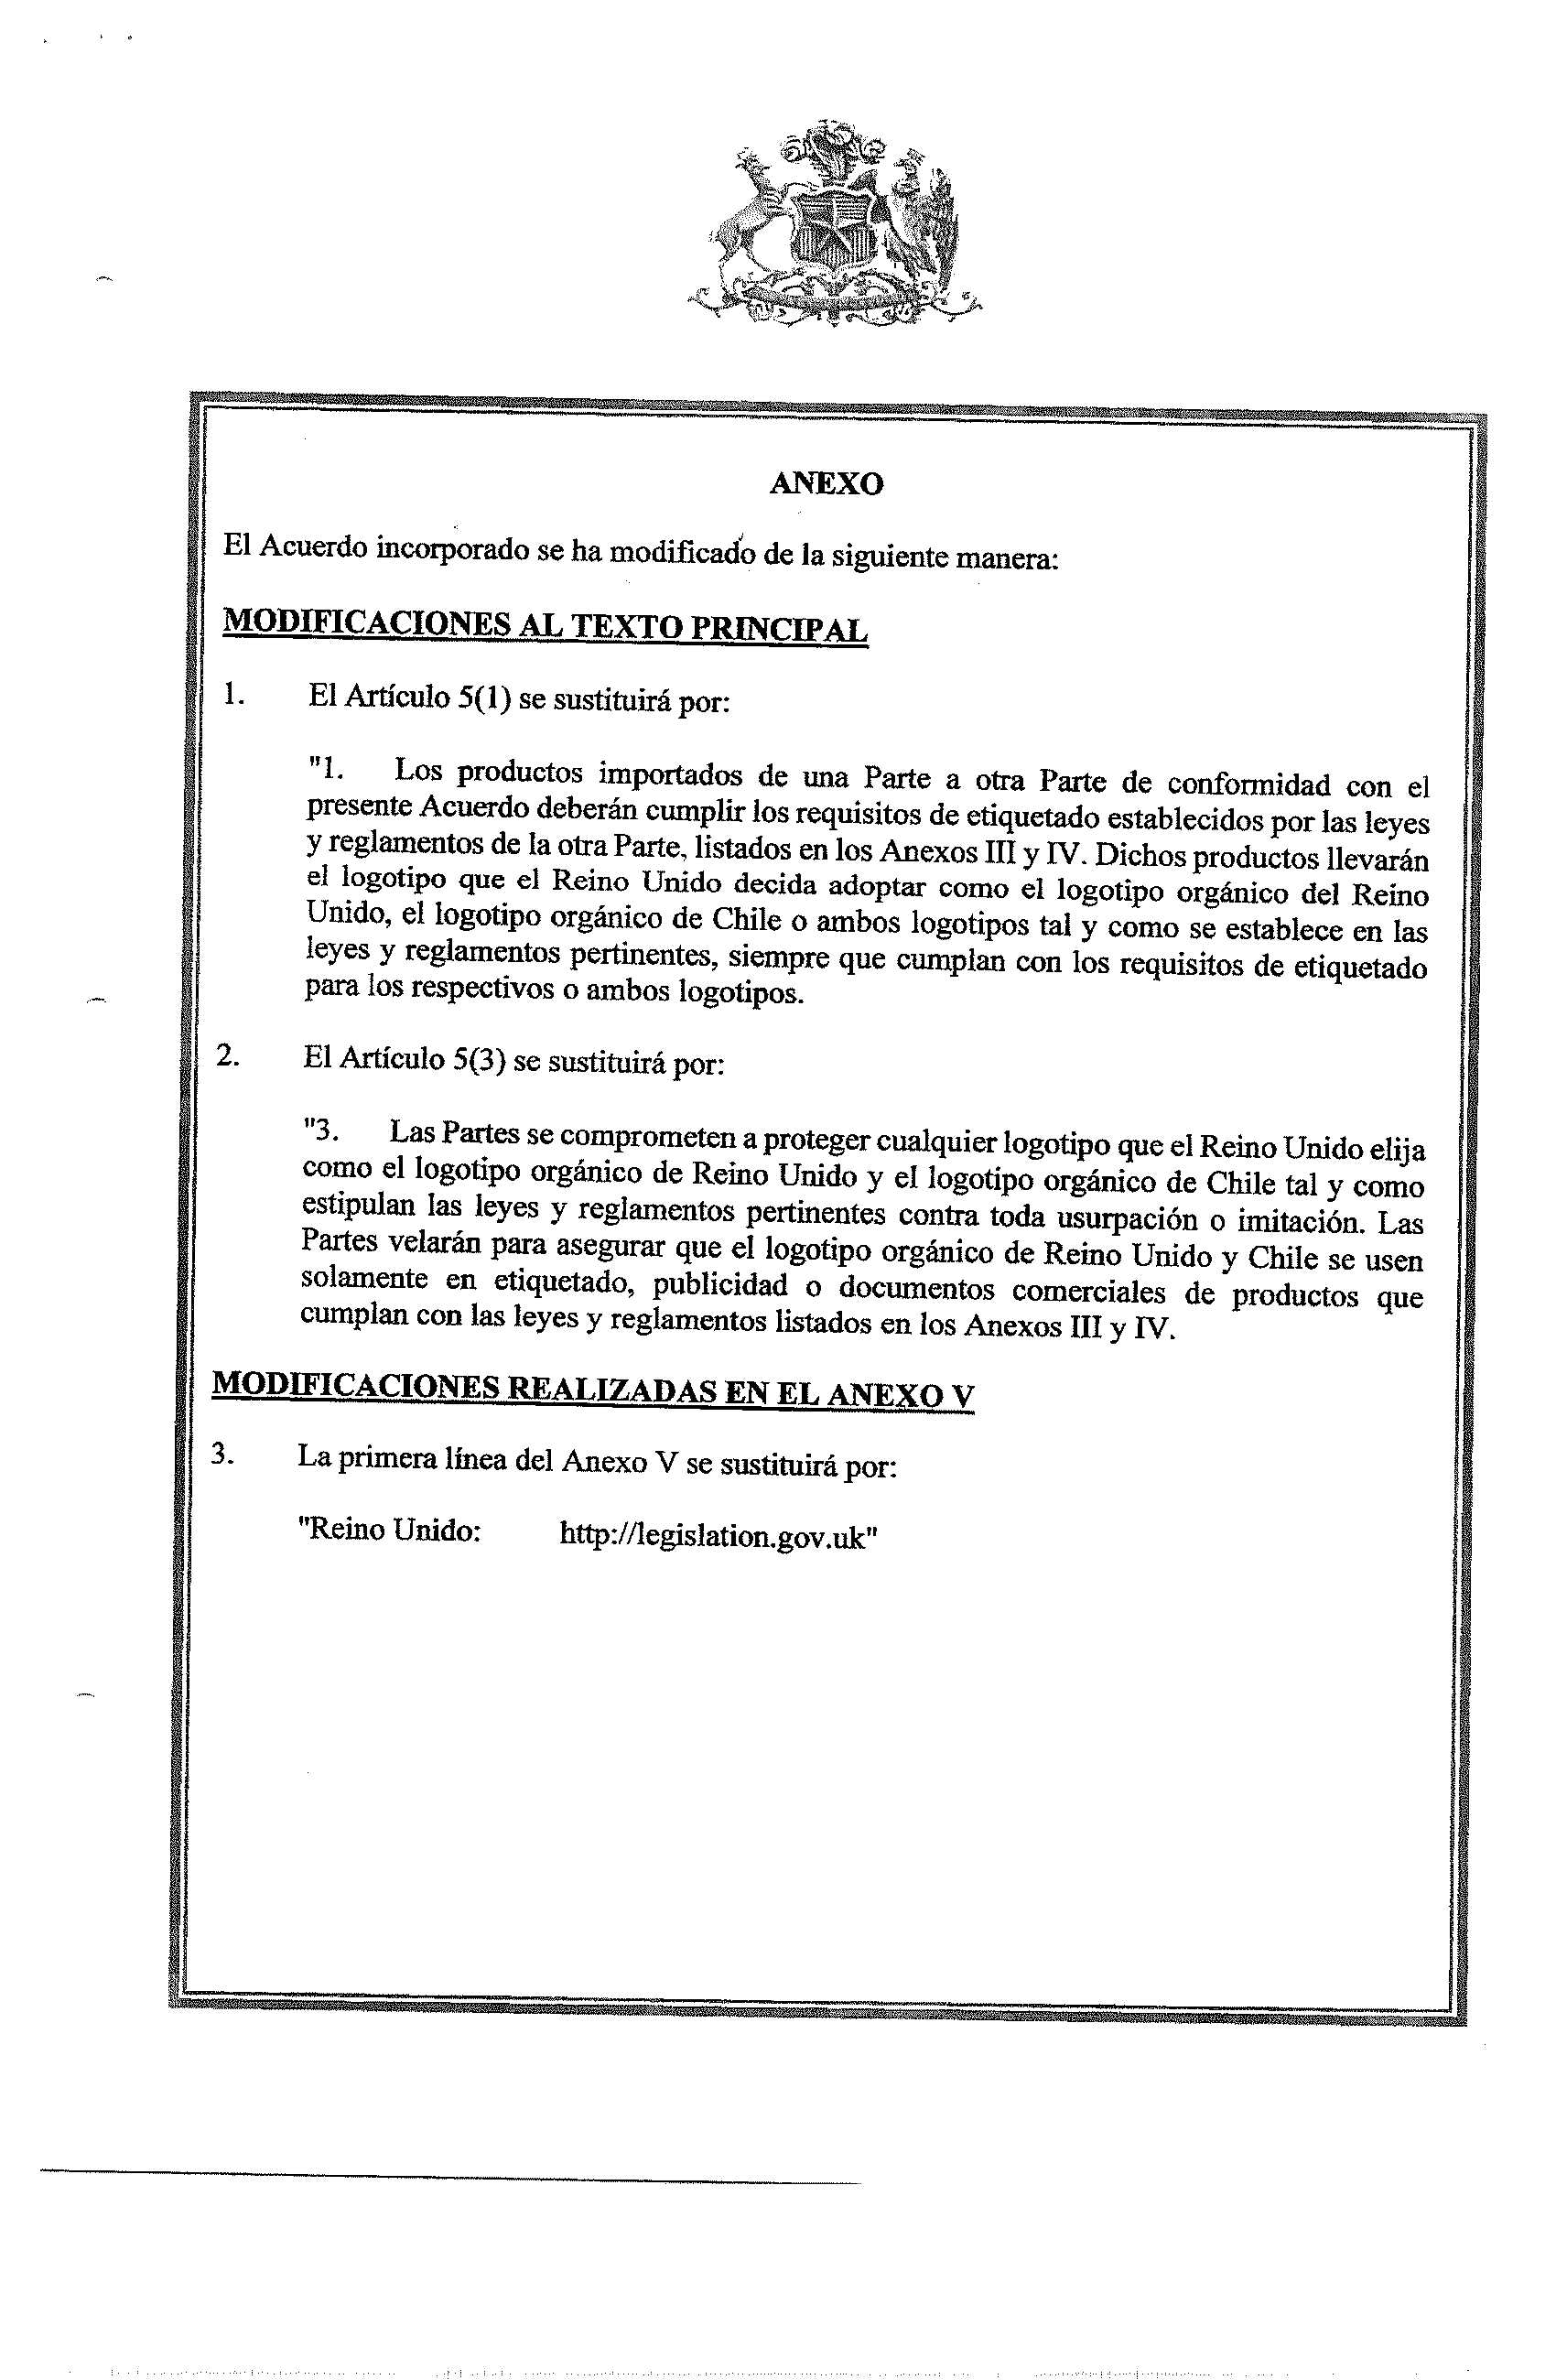 ANEXO
El Acuerdo incorporado se ha modificado de la siguiente manera:
MODIFICACIONES AL TEXTO PRINCIPAL
1. El Artículo 5(1) se sustituirá por:
"1. Los productos importados de una Parte a otra Parte de conformidad con el
presente Acuerdo deberán cumplir los requisitos de etiquetado establecidos por las leyes
y reglamentos de la otra Parte, listados en los Anexos III y IV. Dichos productos llevarán
el logotipo que el Reino Unido decida adoptar como el logotipo orgánico del Reino
Unido, el logotipo orgánico de Chile o ambos logotipos tal y como se establece en las
leyes y reglamentos pertinentes, siempre que cumplan con los requisitos de etiquetado
para los respectivos o ambos logotipos.
2. El Artículo 5(3) se sustituirá por:
"3. Las Partes se comprometen a proteger cualquier logotipo que el Reino Unido elija
como el logotipo orgánico de Reino Unido y el logotipo orgánico de Chile tal y como
estipulan las leyes y reglamentos pertinentes contra toda usurpación o imitación. Las
Partes velarán para asegurar que el logotipo orgánico de Reino Unido y Chile se usen
solamente en etiquetado, publicidad o documentos comerciales de productos que
cumplan con las leyes y reglamentos listados en los Anexos III y IV.
MODIFICACIONES REALIZADAS EN EL ANEXO V
3. La primera línea del Anexo V se sustituirá por:
"Reino Unido: http://legislation.gov.uk"